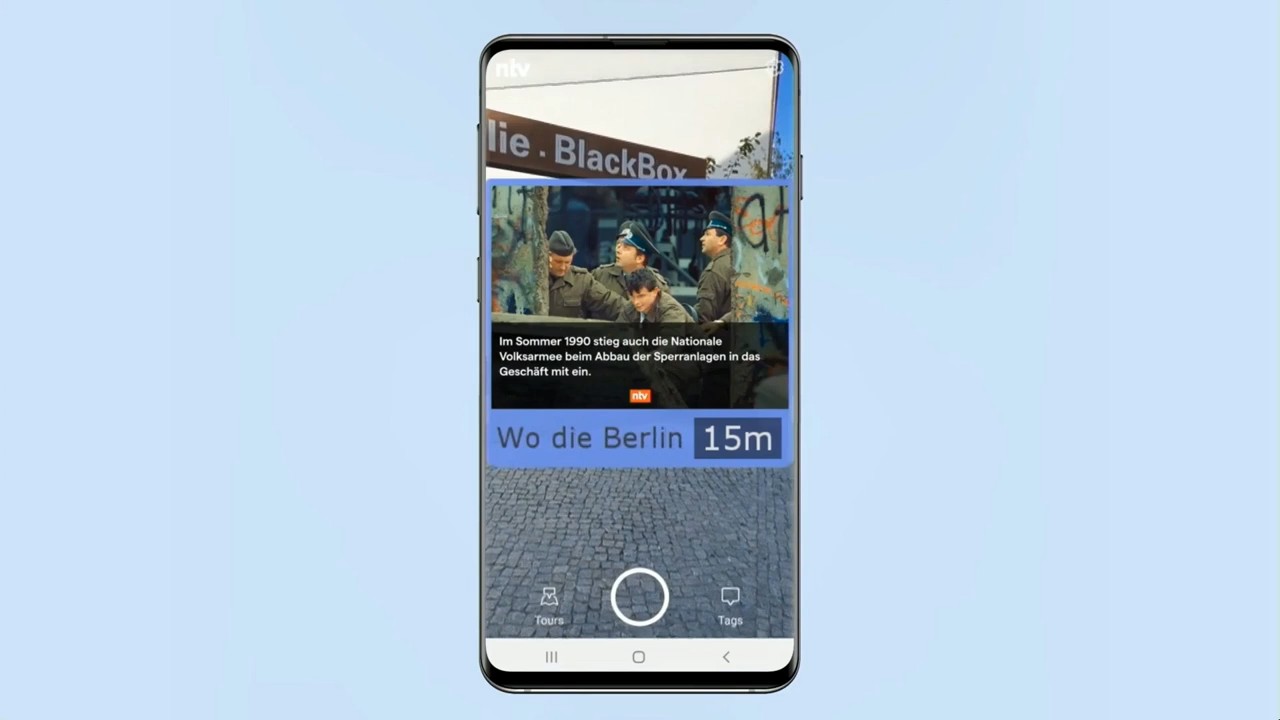 ntv
lie . BlackBox
Im Sommer 1990 stieg auch die Nationale
Volksarmee beim Abbau der Sperranlagen in das
Geschäft mit ein.
ntv
Wo die Berlin 15m
Tours
Tags